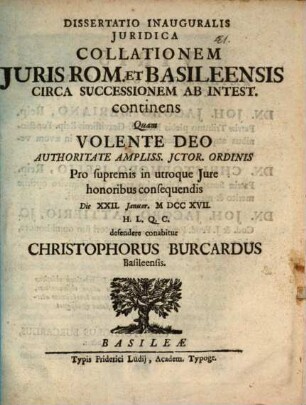 DISSERTATIO INAUGURALIS
JURIDICA
COLLATIONEM
JURIS ROM. ET BASILEENSIS
CIRCA SUCCESSIONEM AB INTEST.
continens
Quam
VOLENTE DEO
AUTHORITATE AMPLISS. JCTOR. ORDINIS
Pro supremis in utroque Jure
honoribus consequendis
Die XXII. Januar. M DCC XVII.
H. L. Q. C.
defendere conabitur
CHRISTOPHORUS BURCARDUS
Basileensis.
BASILEÆ
Typis Friderici Lüdij, Academ. Typogr.